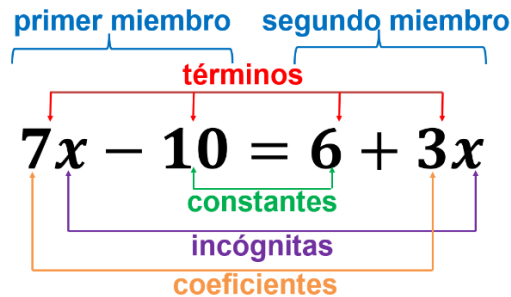 primer miembro segundo miembro
términos
7x − 10 = 6 + 3x
constantes
incógnitas
coeficientes